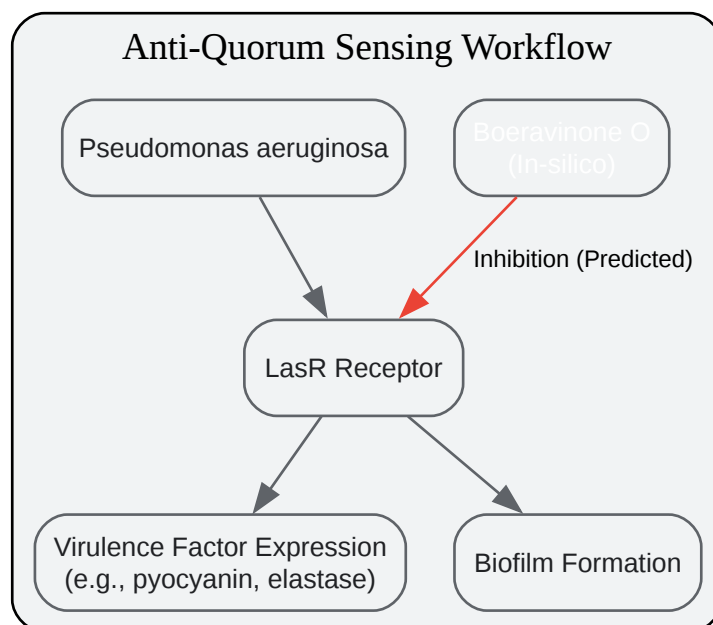 Anti-Quorum Sensing Workflow
Pseudomonas aeruginosa
Boeravinone O
(In-silico)
Inhibition (Predicted)
LasR Receptor
Virulence Factor Expression
(e.g., pyocyanin, elastase)
Biofilm Formation